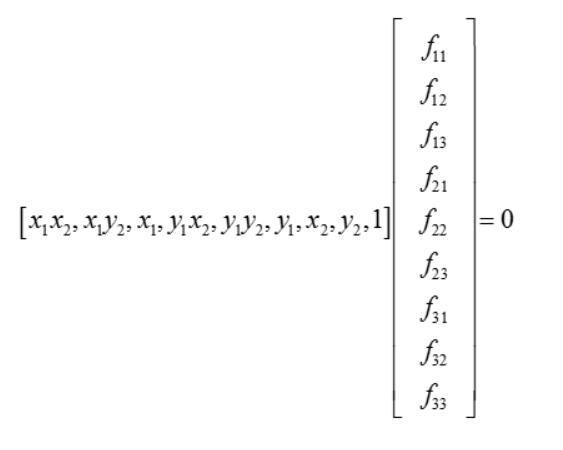 f₁₁
f₁₂
f₁₃
f₂₁
[x₁x₂, x₁y₂, x₁, y₁x₂, y₁y₂, y₁, x₂, y₂, 1] f₂₂ = 0
f₂₃
f₃₁
f₃₂
f₃₃